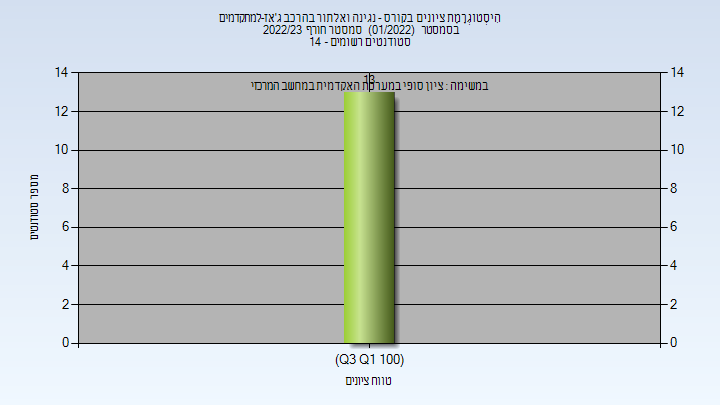 היסטוגרמת ציונים בקורס - נגינה ואלתור בהרכב ג'אז-למתקדמים
בסמסטר (01/2022) סמסטר חורף 2022/23
סטודנטים רשומים - 14
13
במשימה : ציון סופי במערכת האקדמית במחשב המרכזי
14 14
12 12
10 10
8 8
6 6
4 4
2 2
0 0
מספר סטודנטים
(Q3 Q1 100)
טווח ציונים